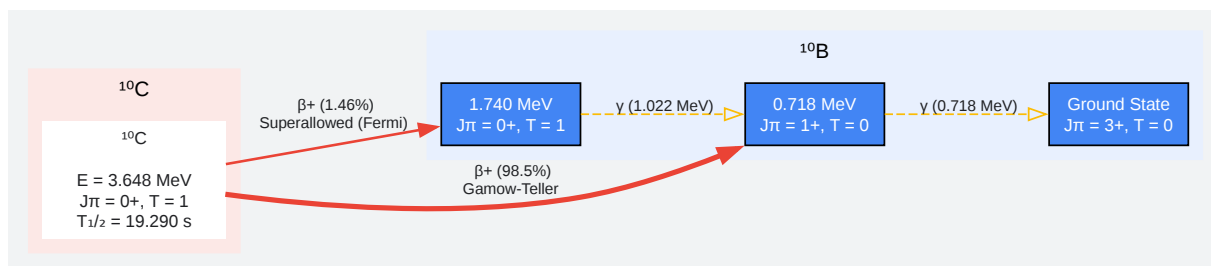 ¹⁰C
¹⁰C
E = 3.648 MeV
Jπ = 0+, T = 1
T₁/₂ = 19.290 s
β+ (1.46%)
Superallowed (Fermi)
β+ (98.5%)
Gamow-Teller
¹⁰B
1.740 MeV
Jπ = 0+, T = 1
γ (1.022 MeV)
0.718 MeV
Jπ = 1+, T = 0
γ (0.718 MeV)
Ground State
Jπ = 3+, T = 0